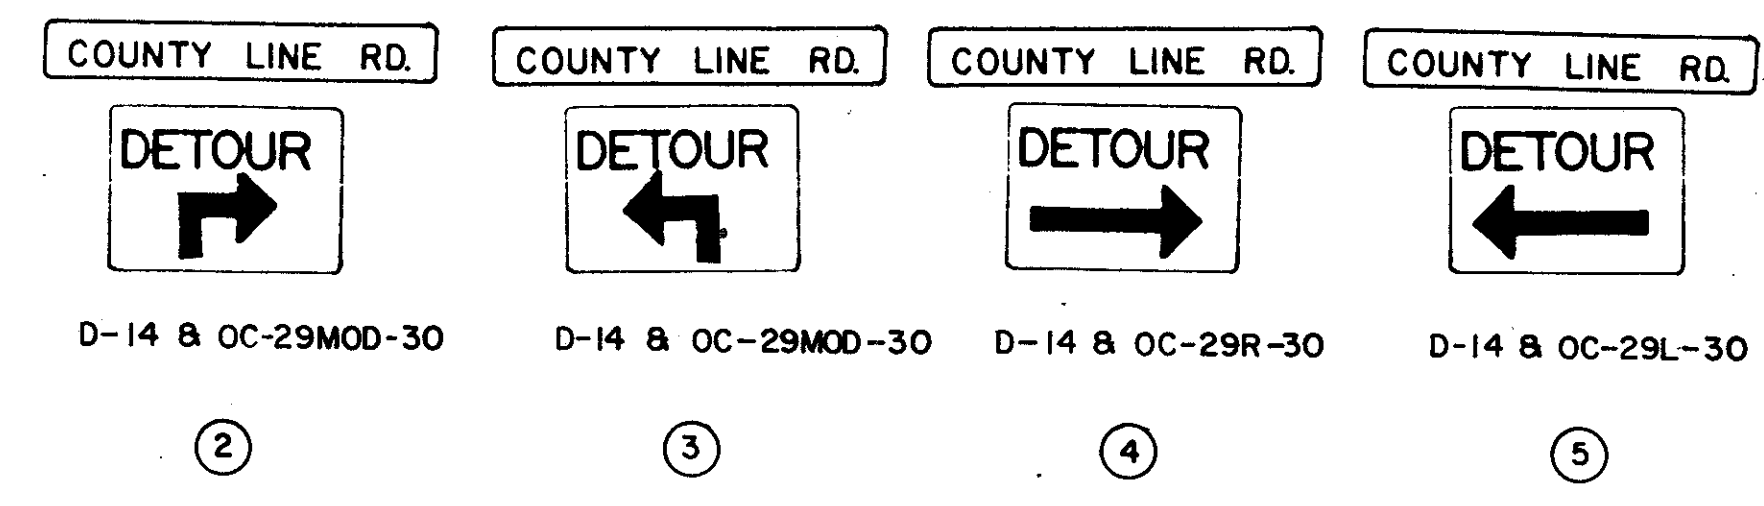 COUNTY LINE RD.
DETOUR
D-14 & OC-29MOD-30
2
COUNTY LINE RD.
DETOUR
D-14 & OC-29MOD-30
3
COUNTY LINE RD.
DETOUR
D-14 & OC-29R-30
4
COUNTY LINE RD.
DETOUR
D-14 & OC-29L-30
5